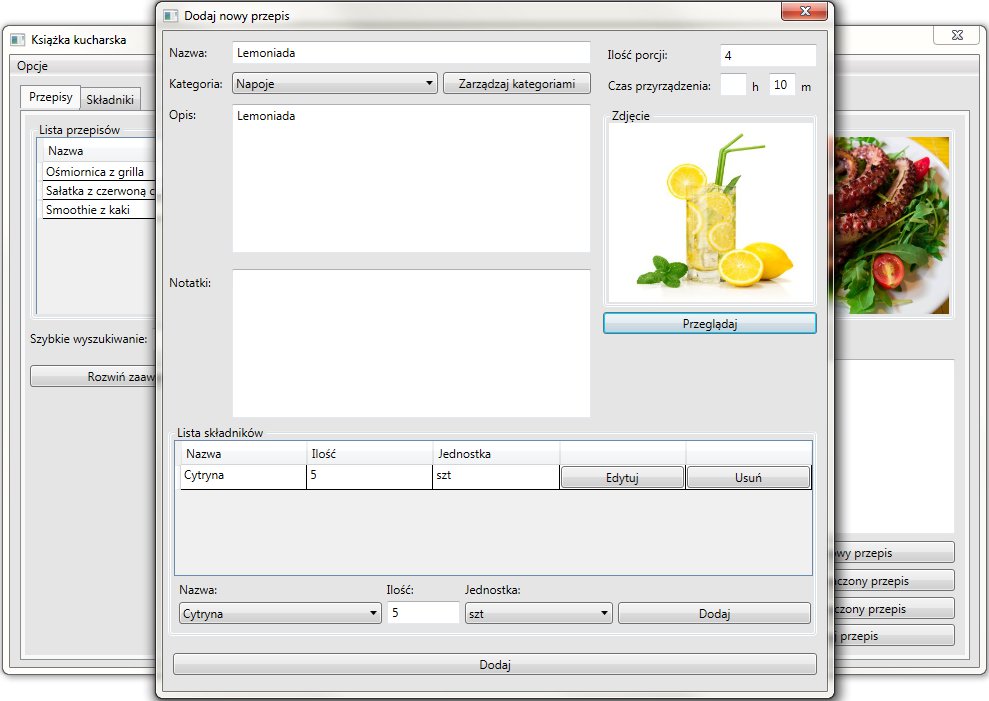 Dodaj nowy przepis
Nazwa: Lemoniada
Kategoria: Napoje Zarządzaj kategoriami
Opis: Lemoniada
Notatki:
Ilość porcji: 4
Czas przyrządzenia: h 10 m
Zdjęcie
Przeglądaj
Lista składników
Nazwa Ilość Jednostka
Cytryna 5 szt Edytuj Usuń
Nazwa: Ilość: Jednostka:
Cytryna 5 szt Dodaj
Dodaj
Książka kucharska
Opcje
Przepisy Składniki
Lista przepisów
Nazwa
Ośmiornica z grilla
Sałatka z czerwoną c
Smoothie z kaki
Szybkie wyszukiwanie:
Rozwiń zaaw
wy przepis
czony przepis
czony przepis
j przepis